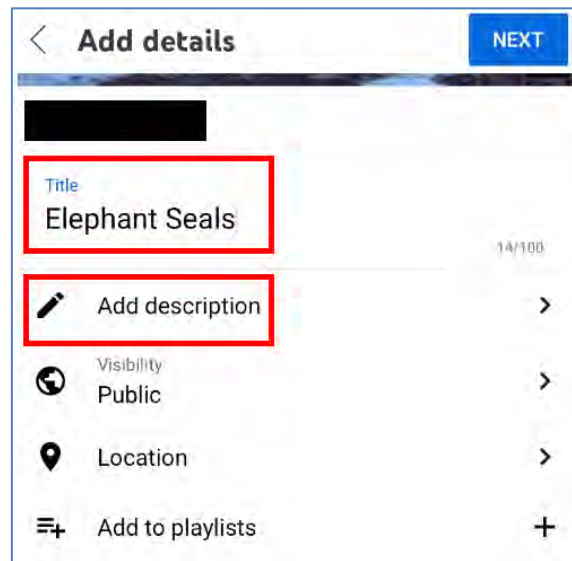 Add details
NEXT
Title
Elephant Seals
14/100
Add description
Visibility
Public
Location
Add to playlists